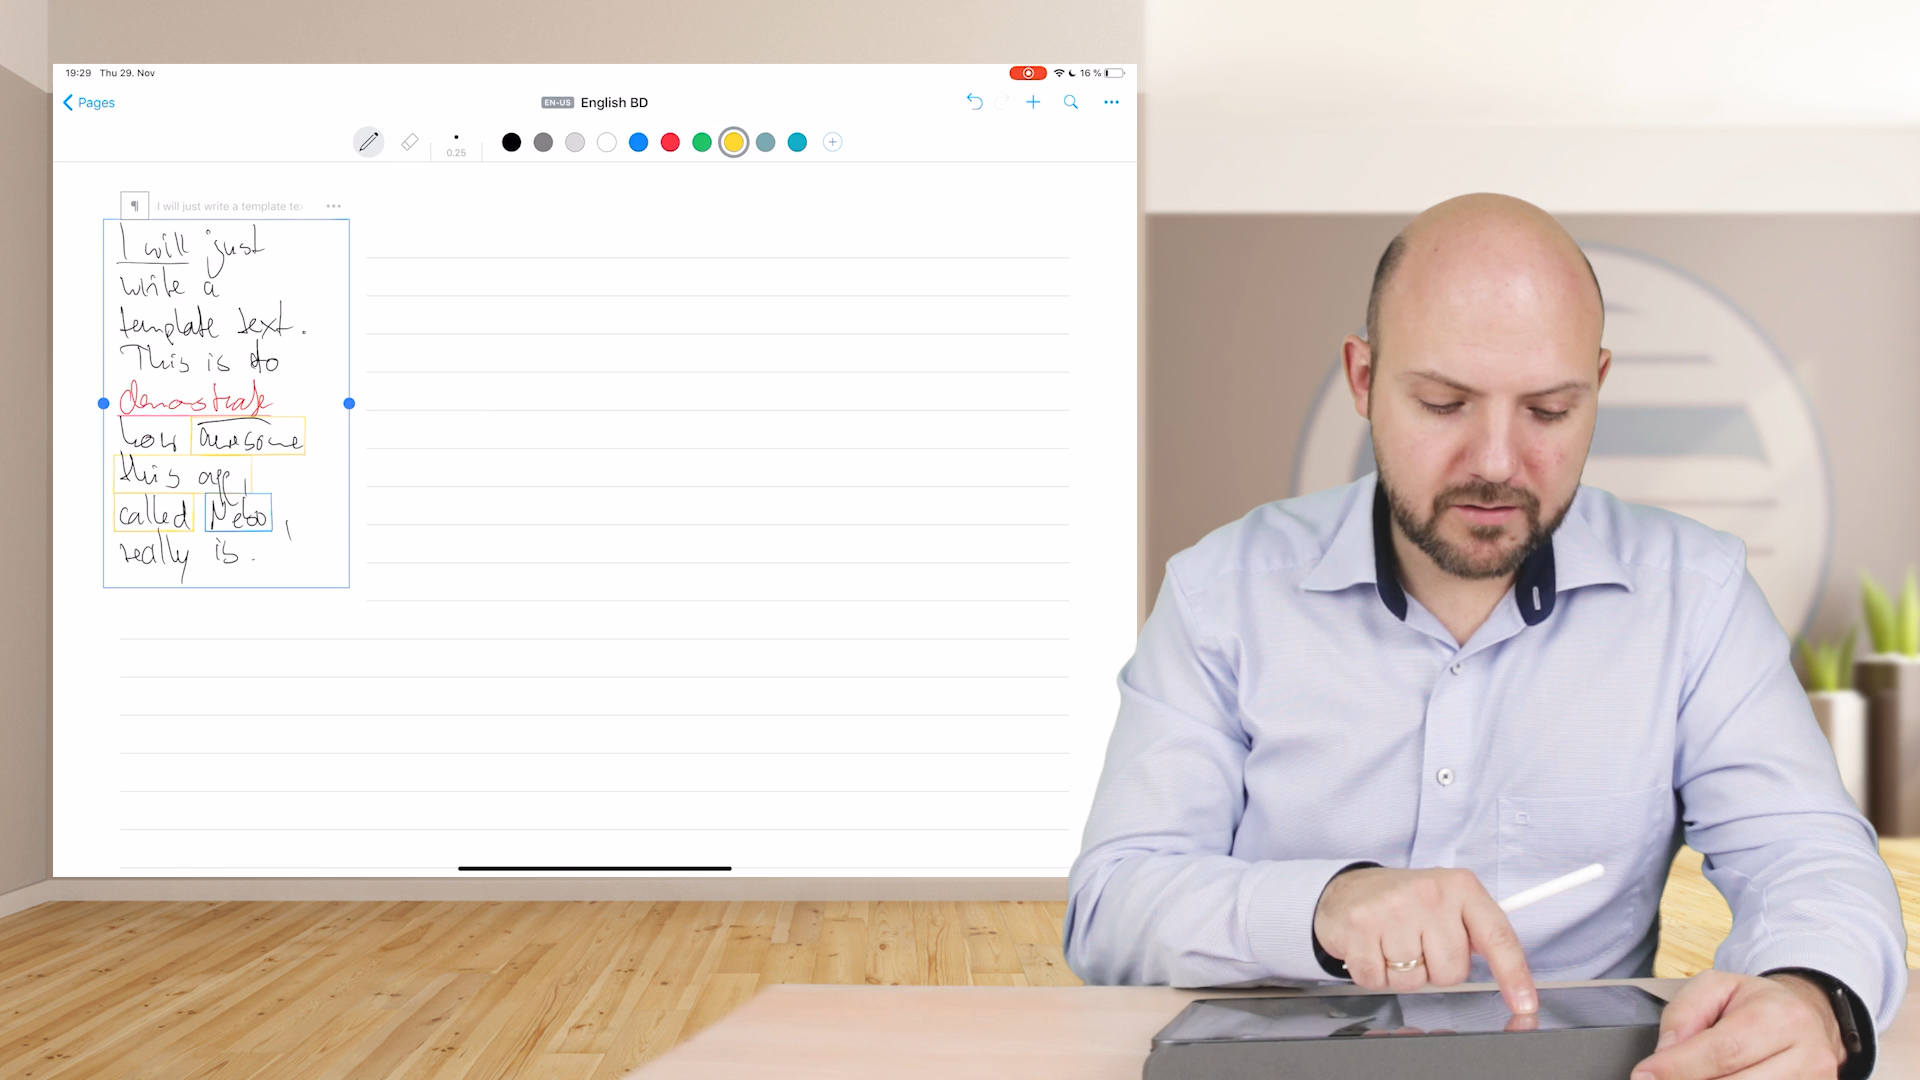 19:29 Thu 29. Nov
16 %
Pages
EN-US English BD
0.25
¶ I will just write a template te
I will just
write a
template text.
This is to
demostrate
how awesome
this app,
called Nebo,
really is.